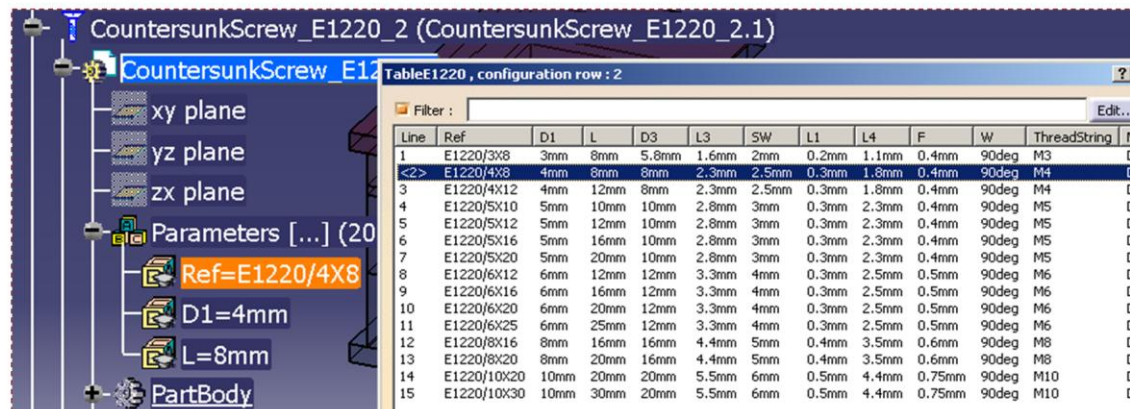 CountersunkScrew_E1220_2 (CountersunkScrew_E1220_2.1)
CountersunkScrew_E12
xy plane
yz plane
zx plane
Parameters [...] (20
Ref=E1220/4X8
D1=4mm
L=8mm
PartBody
TableE1220 , configuration row : 2 ?
Filter : Edit...
Line Ref D1 L D3 L3 SW L1 L4 F W ThreadString
1 E1220/3X8 3mm 8mm 5.8mm 1.6mm 2mm 0.2mm 1.1mm 0.4mm 90deg M3
<2> E1220/4X8 4mm 8mm 8mm 2.3mm 2.5mm 0.3mm 1.8mm 0.4mm 90deg M4
3 E1220/4X12 4mm 12mm 8mm 2.3mm 2.5mm 0.3mm 1.8mm 0.4mm 90deg M4
4 E1220/5X10 5mm 10mm 10mm 2.8mm 3mm 0.3mm 2.3mm 0.4mm 90deg M5
5 E1220/5X12 5mm 12mm 10mm 2.8mm 3mm 0.3mm 2.3mm 0.4mm 90deg M5
6 E1220/5X16 5mm 16mm 10mm 2.8mm 3mm 0.3mm 2.3mm 0.4mm 90deg M5
7 E1220/5X20 5mm 20mm 10mm 2.8mm 3mm 0.3mm 2.3mm 0.4mm 90deg M5
8 E1220/6X12 6mm 12mm 12mm 3.3mm 4mm 0.3mm 2.5mm 0.5mm 90deg M6
9 E1220/6X16 6mm 16mm 12mm 3.3mm 4mm 0.3mm 2.5mm 0.5mm 90deg M6
10 E1220/6X20 6mm 20mm 12mm 3.3mm 4mm 0.3mm 2.5mm 0.5mm 90deg M6
11 E1220/6X25 6mm 25mm 12mm 3.3mm 4mm 0.3mm 2.5mm 0.5mm 90deg M6
12 E1220/8X16 8mm 16mm 16mm 4.4mm 5mm 0.4mm 3.5mm 0.6mm 90deg M8
13 E1220/8X20 8mm 20mm 16mm 4.4mm 5mm 0.4mm 3.5mm 0.6mm 90deg M8
14 E1220/10X20 10mm 20mm 20mm 5.5mm 6mm 0.5mm 4.4mm 0.75mm 90deg M10
15 E1220/10X30 10mm 30mm 20mm 5.5mm 6mm 0.5mm 4.4mm 0.75mm 90deg M10